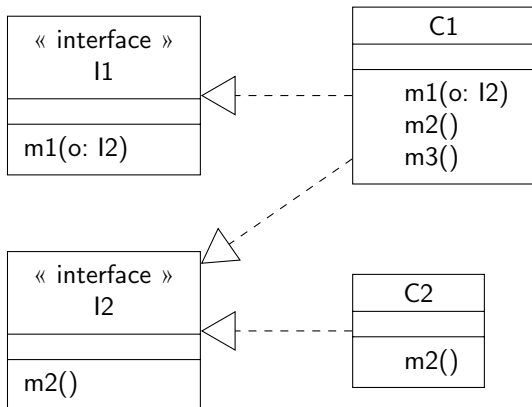 « interface »
I1
m1(o: I2)
C1
m1(o: I2)
m2()
m3()
« interface »
I2
m2()
C2
m2()